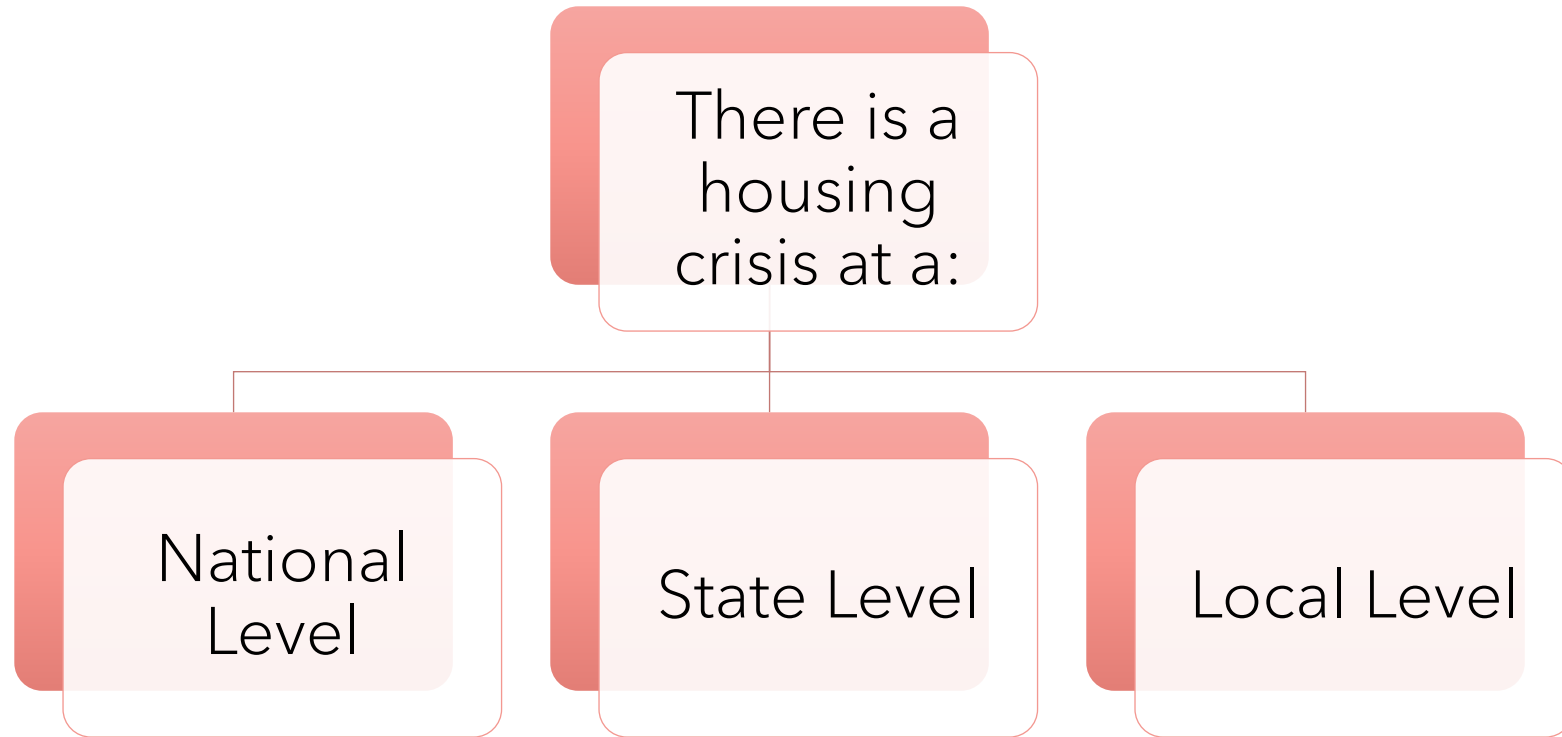 There is a
housing
crisis at a:
National
Level
State Level
Local Level